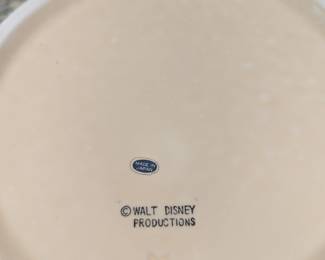 MADE IN
JAPAN
© WALT DISNEY
PRODUCTIONS